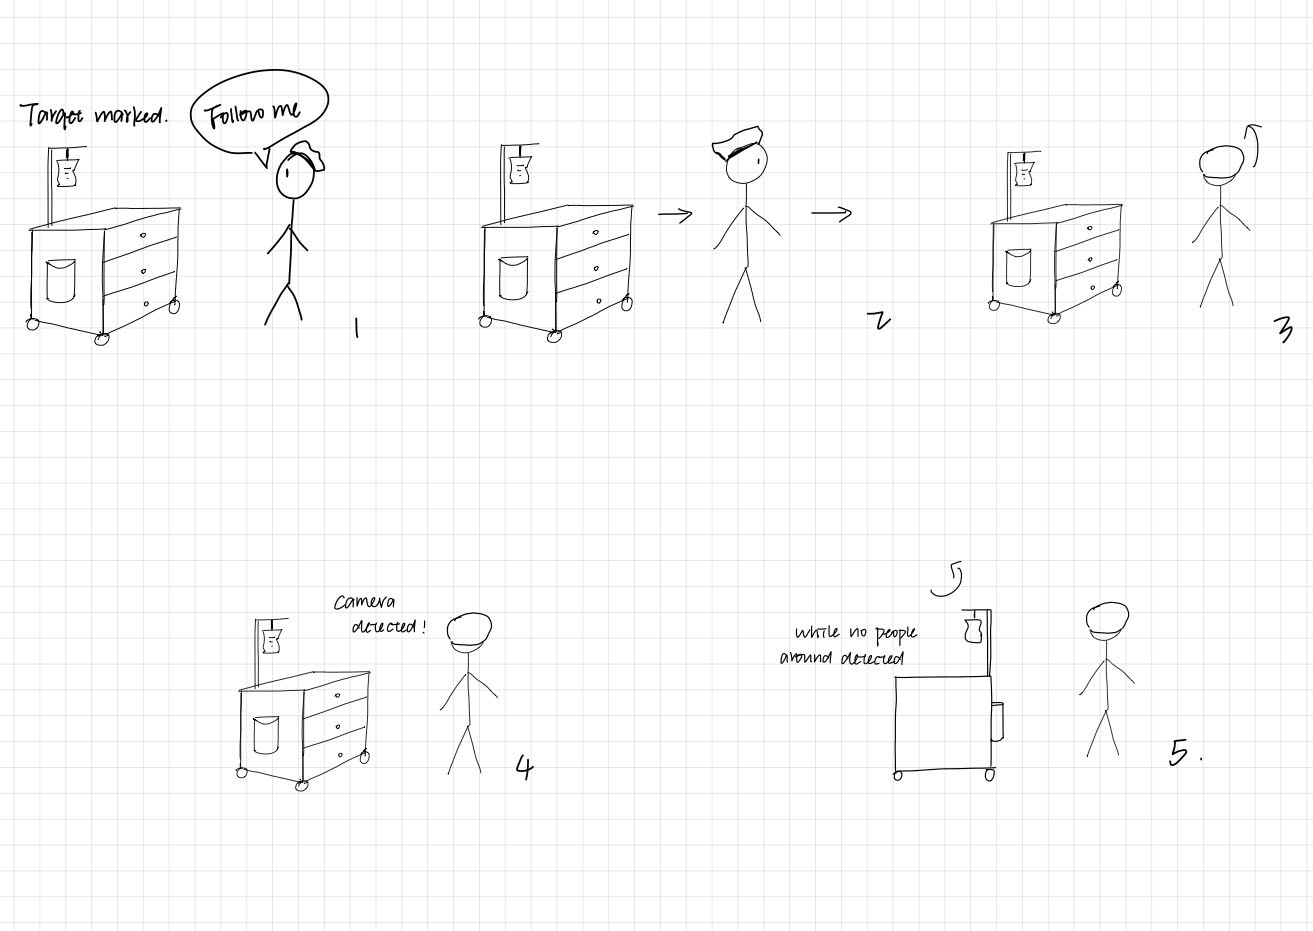 Target marked.
Follow me
1
2
3
Camera
detected!
4
while no people
around detected
5.